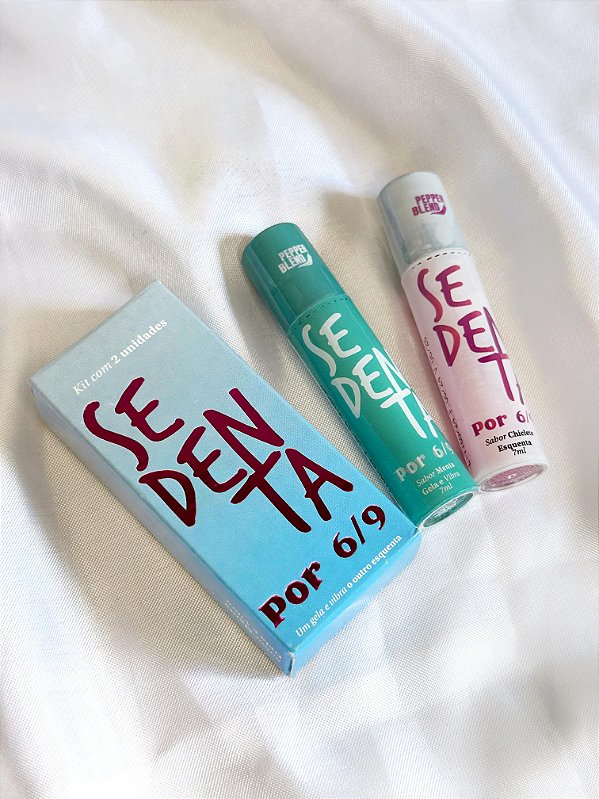 Kit com 2 unidades
SE
DEN
TA
por 6/9
Um gela e vibra o outro esquenta
PEPPER
BLEND
SE
DEN
TA
por 6/9
Sabor Menta
Gela e Vibra
7ml
PEPPER
BLEND
SE
DEN
TA
por 6/9
Sabor Chiclete
Esquenta
7ml